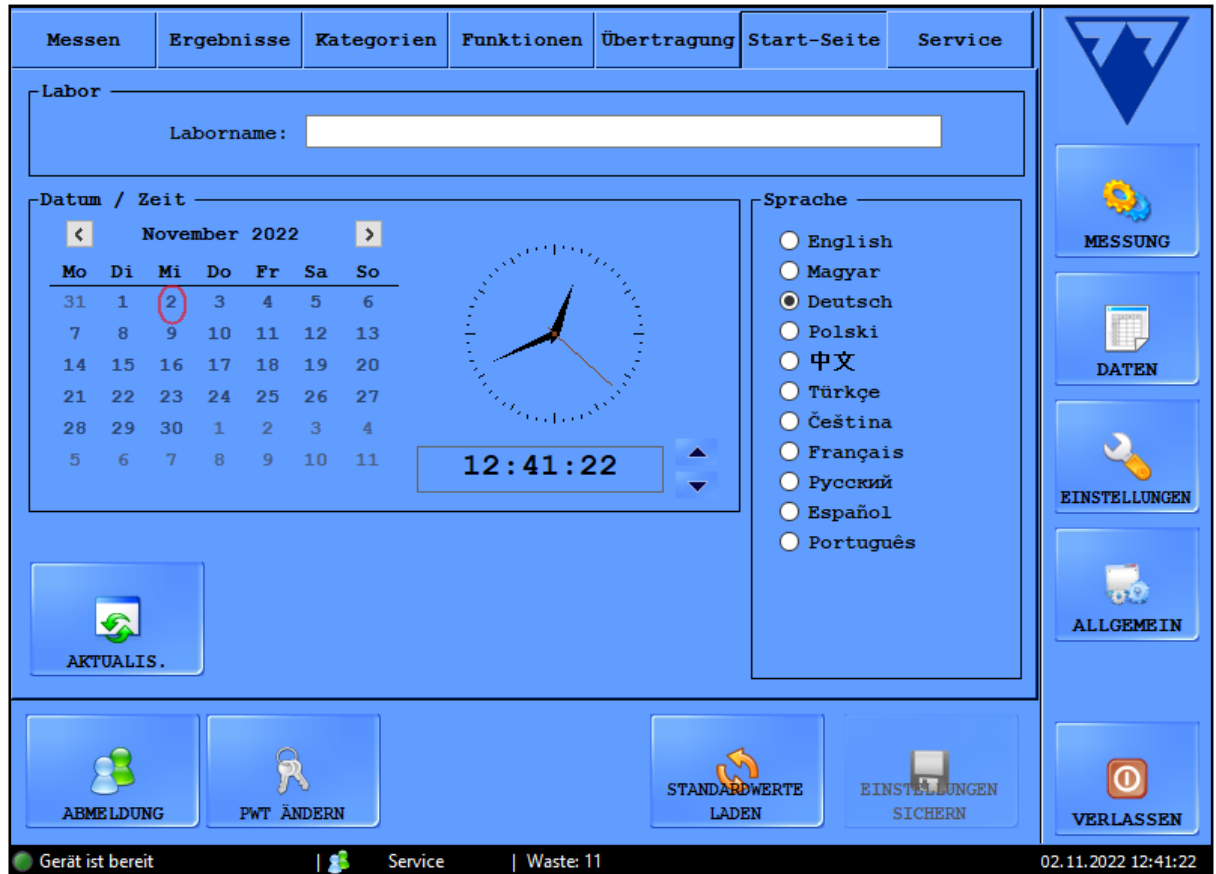 Messen Ergebnisse Kategorien Funktionen Übertragung Start-Seite Service
Labor
Laborname:
Datum / Zeit
November 2022
Mo Di Mi Do Fr Sa So
31 1 2 3 4 5 6
7 8 9 10 11 12 13
14 15 16 17 18 19 20
21 22 23 24 25 26 27
28 29 30 1 2 3 4
5 6 7 8 9 10 11
12:41:22
Sprache
English
Magyar
Deutsch
Polski
中文
Türkçe
Čeština
Français
Русский
Español
Português
AKTUALIS.
MESSUNG
DATEN
EINSTELLUNGEN
ALLGEMEIN
ABMELDUNG
PWT ÄNDERN
STANDARDWERTE
LADEN
EINSTELLUNGEN
SICHERN
VERLASSEN
Gerät ist bereit | Service | Waste: 11 02.11.2022 12:41:22